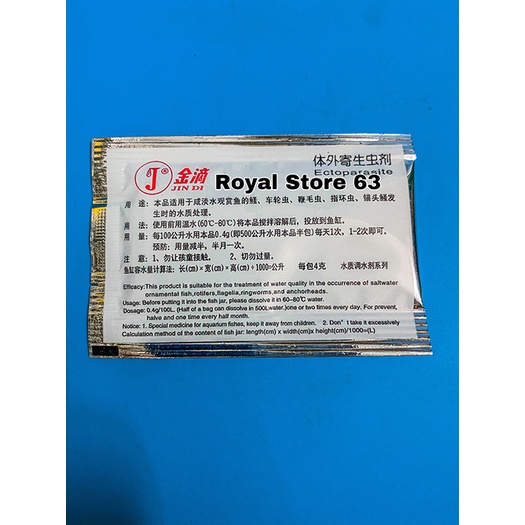 体外寄生虫剂
Ectoparasite
J
金滴
JIN DI
Royal Store 63
用途：本品适用于咸淡水观赏鱼的鳋、车轮虫、鞭毛虫、指环虫、锚头鳋发
生时的水质处理。
用法：使用前用温水(60℃~80℃)将本品搅拌溶解后，投放到鱼缸。
用量：每100公升水用本品0.4g(即500公升水用本品半包)每天1次，1-2次即可.
预防：用量减半，半月一次。
注意：1、勿让孩童接触。 2、切勿过量。
鱼缸容水量计算法：长(cm)×宽(cm)×高(cm)÷1000=公升 每包4克 水质调水剂系列
Efficacy:This product is suitable for the treatment of water quality in the occurrence of saltwater
ornamental fish,rotifers,flagella,ringworms,and anchorheads.
Usage: Before putting it into the fish jar, please dissolve it in 60~80℃ water.
Dosage: 0.4g/100L. (Half of a bag can dissolve in 500L water.)one or two times every day. For prevent,
halve and one time every half month.
Notice: 1. Special medicine for aquarium fishes, keep it away from children. 2. Don' t take it excessively
Calculation method of the content of fish jar: length(cm) x width(cm)x height(cm)/1000=(L)